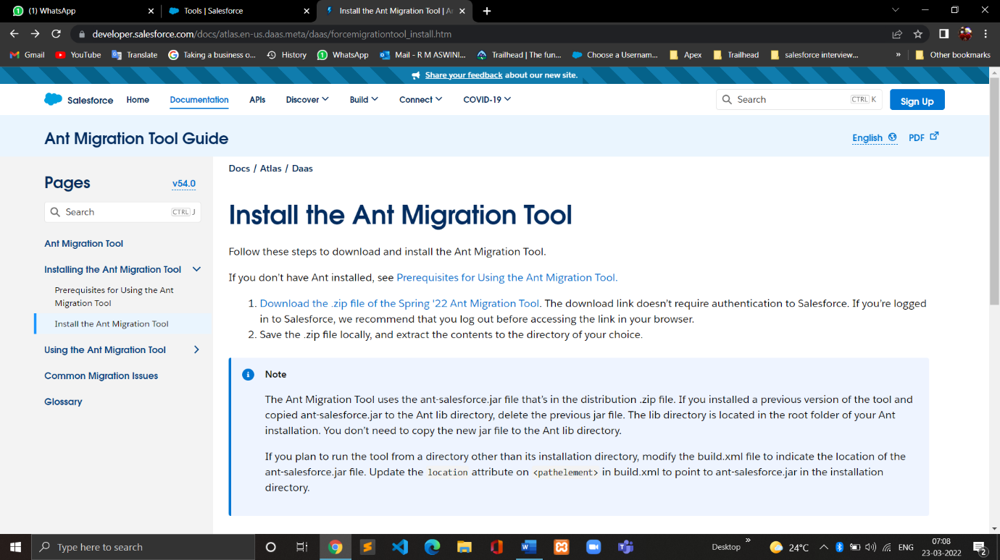 (1) WhatsApp
Tools | Salesforce
Install the Ant Migration Tool | A
developer.salesforce.com/docs/atlas.en-us.daas.meta/daas/forcemigrationtool_install.htm
Gmail
YouTube
Translate
Taking a business o...
History
WhatsApp
Mail - R M ASWINI...
Trailhead | The fun...
Choose a Usernam...
Apex
Trailhead
salesforce interview...
»
Other bookmarks
Share your feedback about our new site.
Salesforce
Home
Documentation
APIs
Discover
Build
Connect
COVID-19
Search
CTRL K
Sign Up
Ant Migration Tool Guide
English
PDF
Pages
v54.0
Search
CTRL J
Ant Migration Tool
Installing the Ant Migration Tool
Prerequisites for Using the Ant
Migration Tool
Install the Ant Migration Tool
Using the Ant Migration Tool
Common Migration Issues
Glossary
Docs / Atlas / Daas
Install the Ant Migration Tool
Follow these steps to download and install the Ant Migration Tool.
If you don’t have Ant installed, see Prerequisites for Using the Ant Migration Tool.
1. Download the .zip file of the Spring '22 Ant Migration Tool. The download link doesn’t require authentication to Salesforce. If you’re logged
in to Salesforce, we recommend that you log out before accessing the link in your browser.
2. Save the .zip file locally, and extract the contents to the directory of your choice.
Note
The Ant Migration Tool uses the ant-salesforce.jar file that’s in the distribution .zip file. If you installed a previous version of the tool and
copied ant-salesforce.jar to the Ant lib directory, delete the previous jar file. The lib directory is located in the root folder of your Ant
installation. You don’t need to copy the new jar file to the Ant lib directory.
If you plan to run the tool from a directory other than its installation directory, modify the build.xml file to indicate the location of the
ant-salesforce.jar file. Update the location attribute on <pathelement> in build.xml to point to ant-salesforce.jar in the installation
directory.
Type here to search
Desktop
»
24°C
ENG
07:08
23-03-2022
2